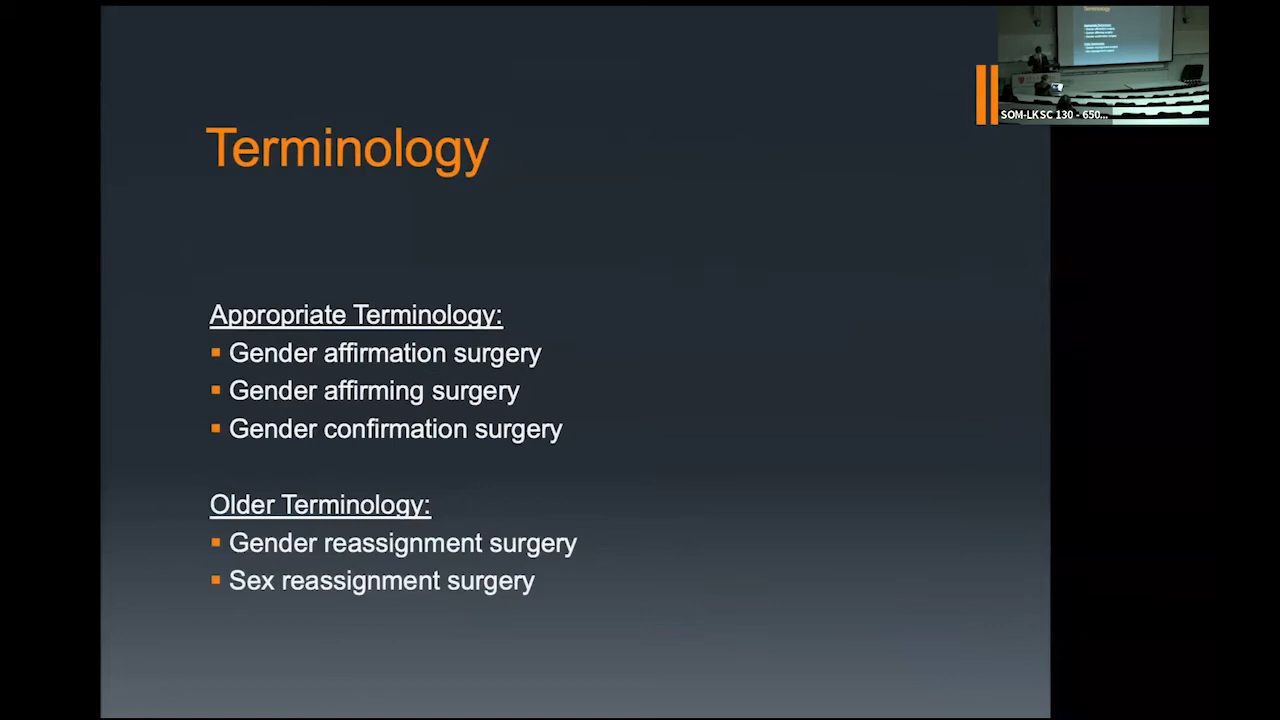 Terminology
Appropriate Terminology:
Gender affirmation surgery
Gender affirming surgery
Gender confirmation surgery
Older Terminology:
Gender reassignment surgery
Sex reassignment surgery
Terminology
SOM-LKSC 130 - 650...